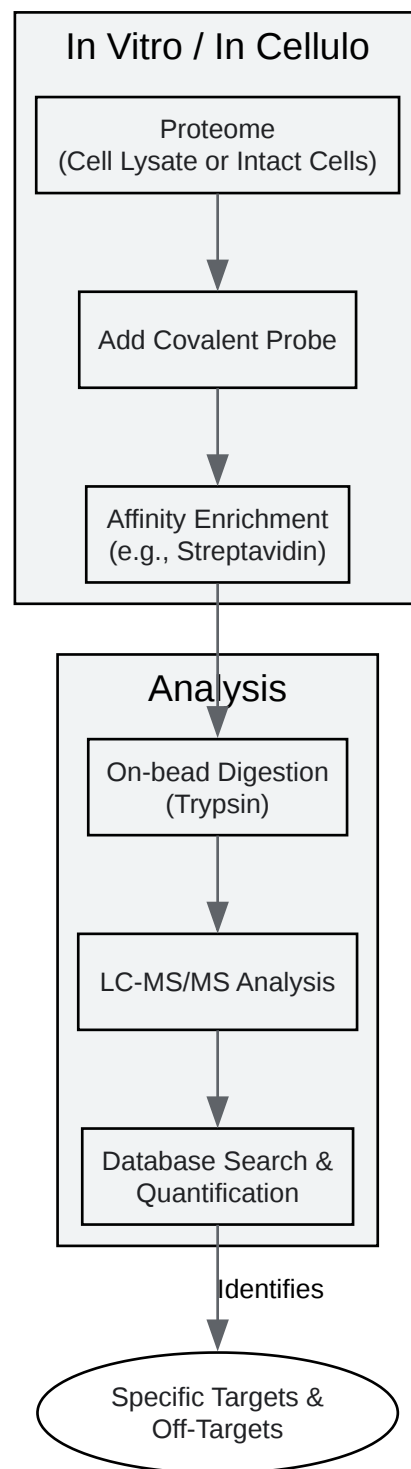 In Vitro / In Cellulo
Proteome
(Cell Lysate or Intact Cells)
Add Covalent Probe
Affinity Enrichment
(e.g., Streptavidin)
Analysis
On-bead Digestion
(Trypsin)
LC-MS/MS Analysis
Database Search &
Quantification
Identifies
Specific Targets &
Off-Targets